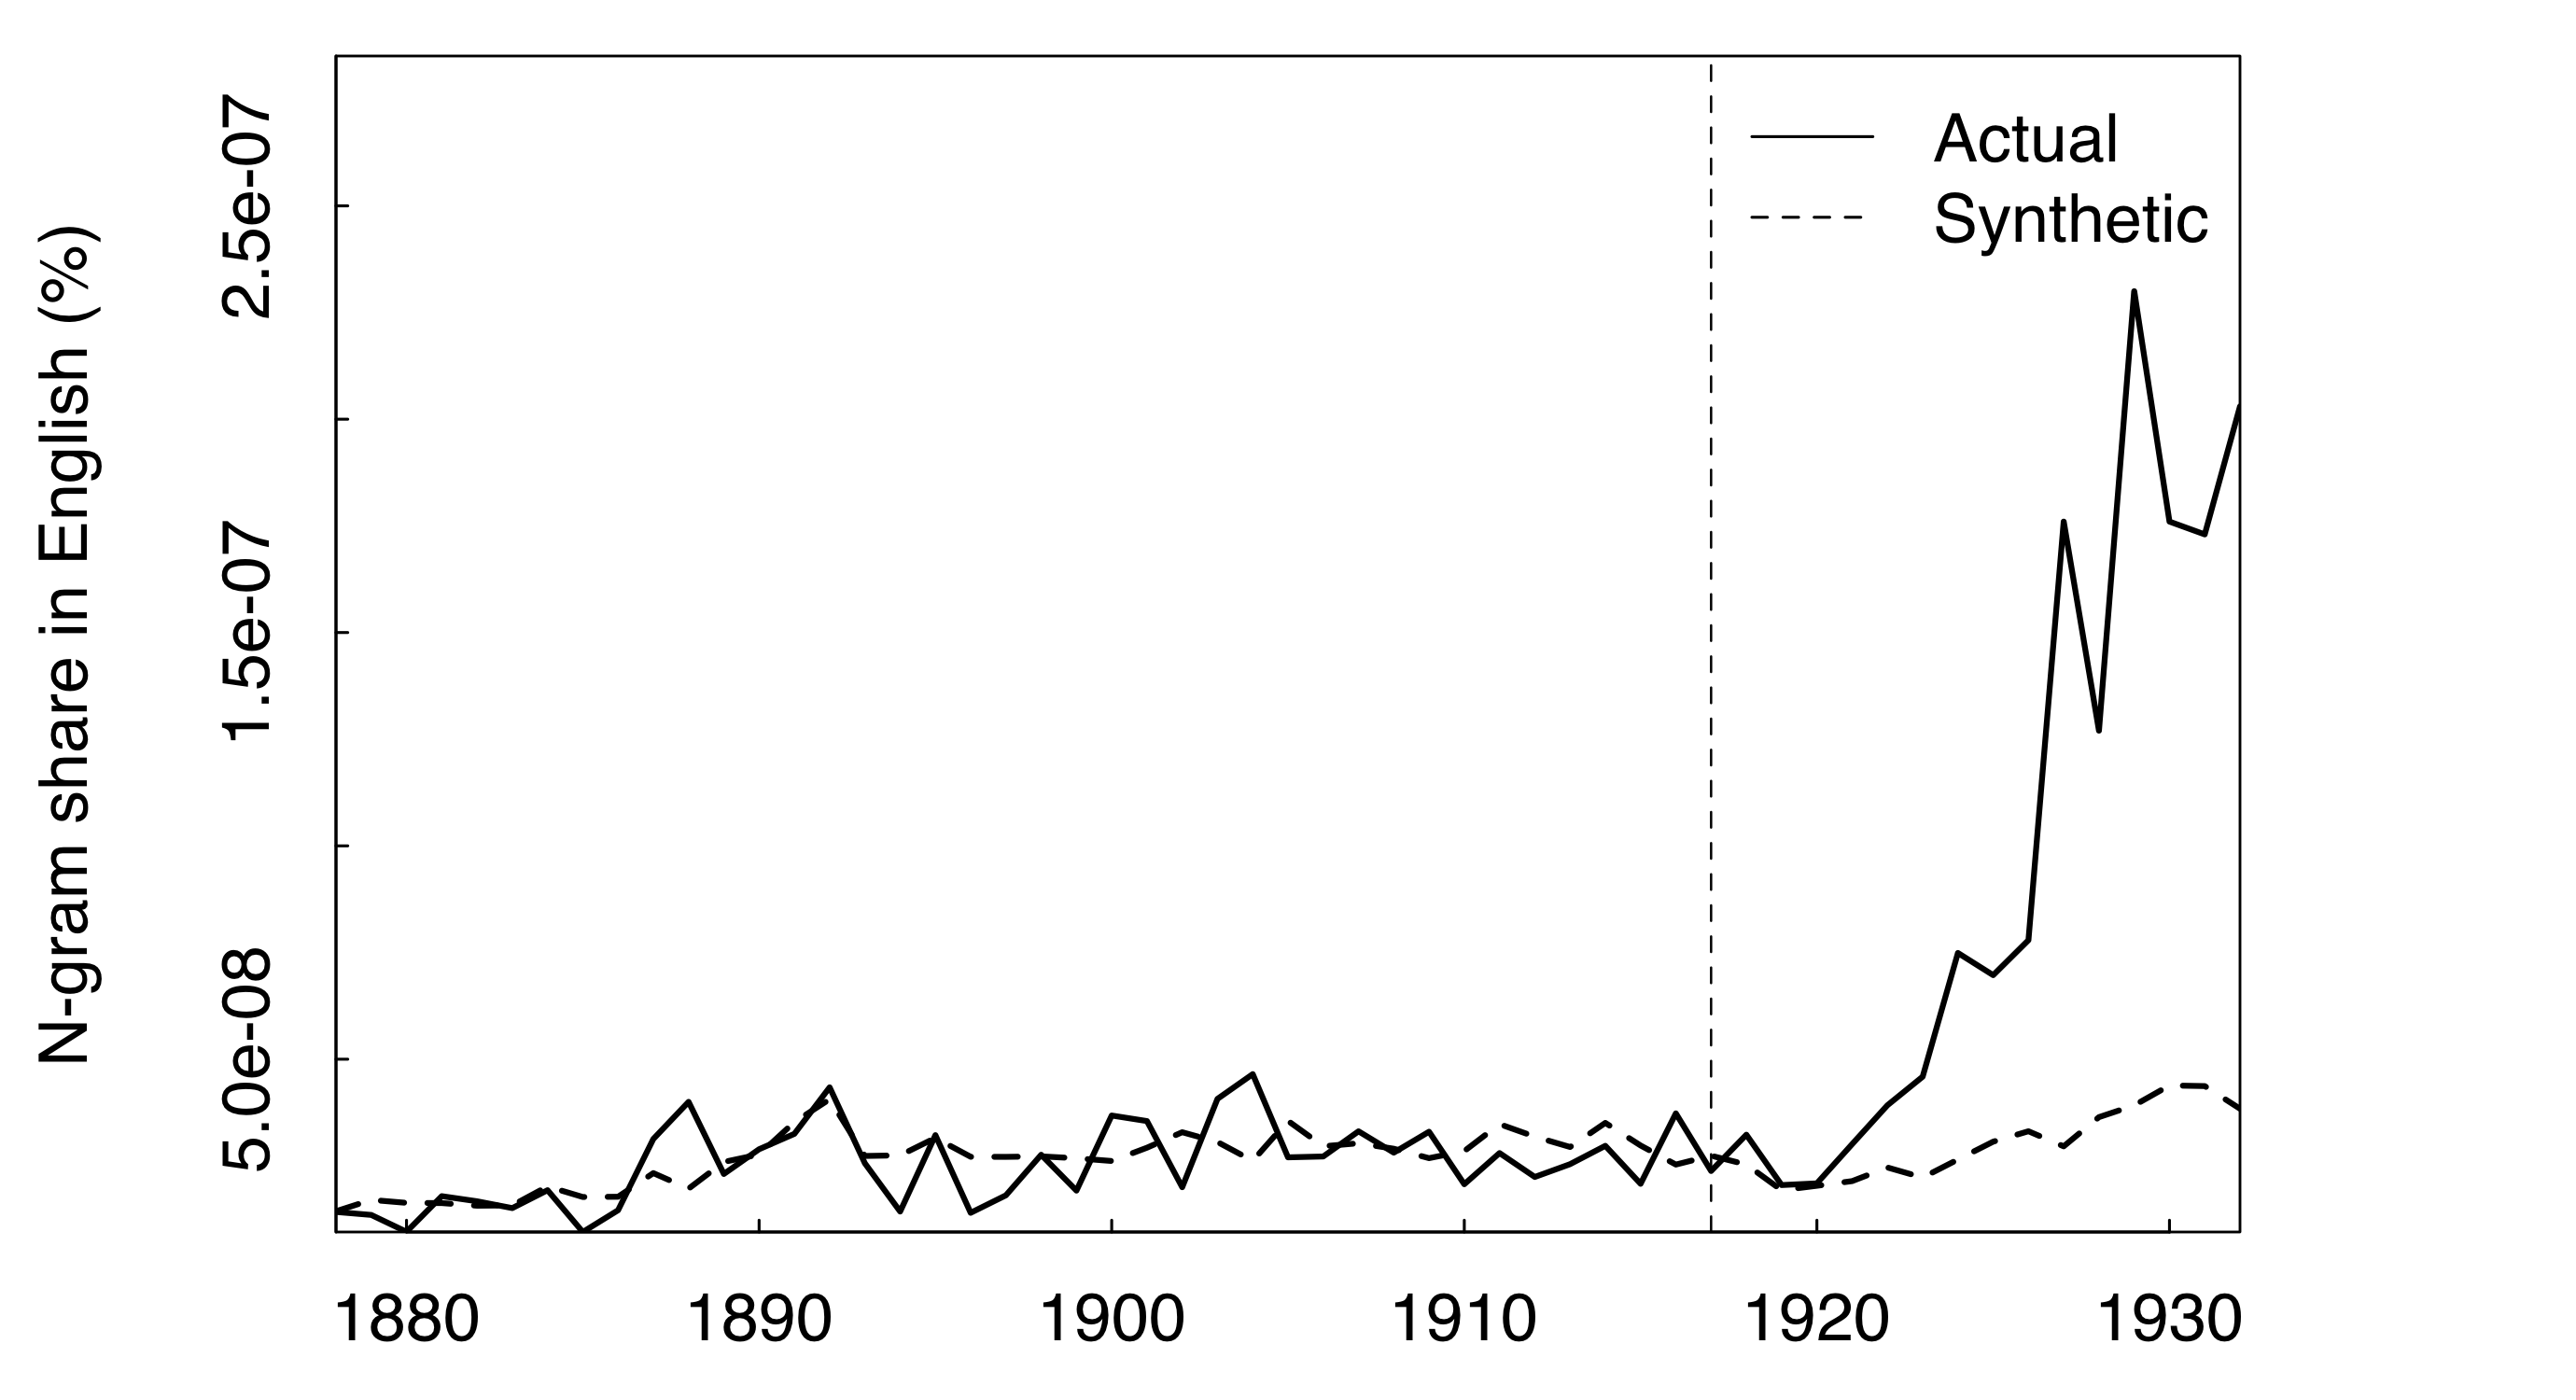 N-gram share in English (%)
2.5e-07
1.5e-07
5.0e-08
Actual
Synthetic
1880 1890 1900 1910 1920 1930